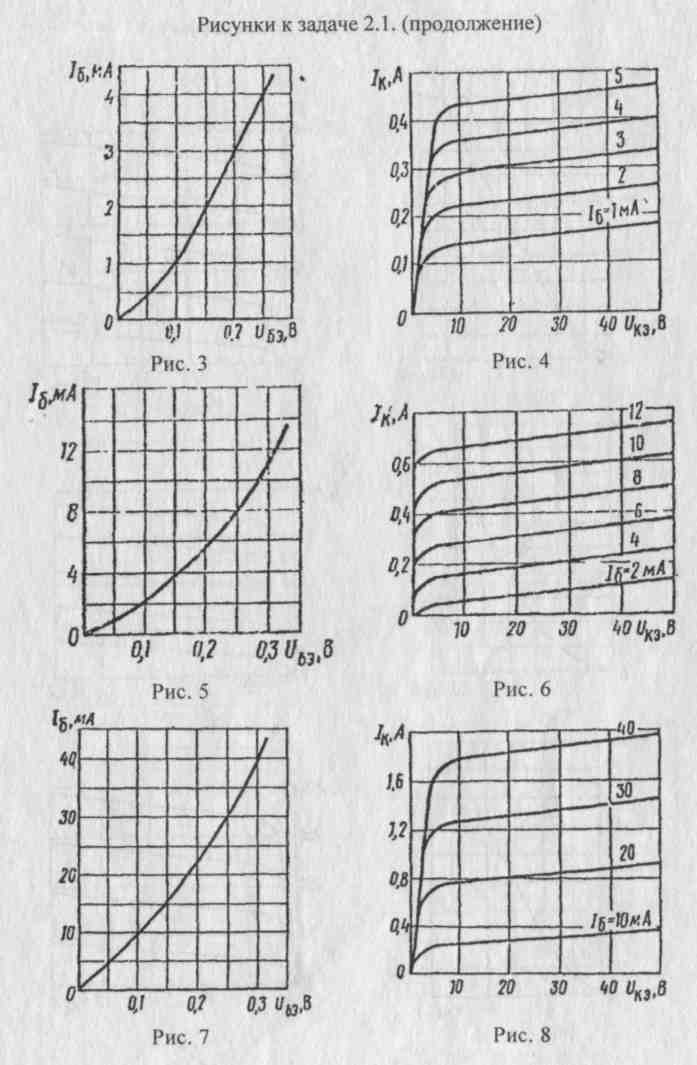 Рисунки к задаче 2.1. (продолжение)
Iб, мА
4
3
2
1
0
0,1
0,2
Uбэ, В
Рис. 3
Iк, А
0,4
0,3
0,2
0,1
0
5
4
3
2
Iб=1мА
10
20
30
40
Uкэ, В
Рис. 4
Iб, мА
12
8
4
0
0,1
0,2
0,3
Uбэ, В
Рис. 5
Iк, А
0,6
0,4
0,2
0
12
10
8
6
4
Iб=2мА
10
20
30
40
Uкэ, В
Рис. 6
Iб, мА
40
30
20
10
0
0,1
0,2
0,3
Uбэ, В
Рис. 7
Iк, А
1,6
1,2
0,8
0,4
0
40
30
20
Iб=10мА
10
20
30
40
Uкэ, В
Рис. 8